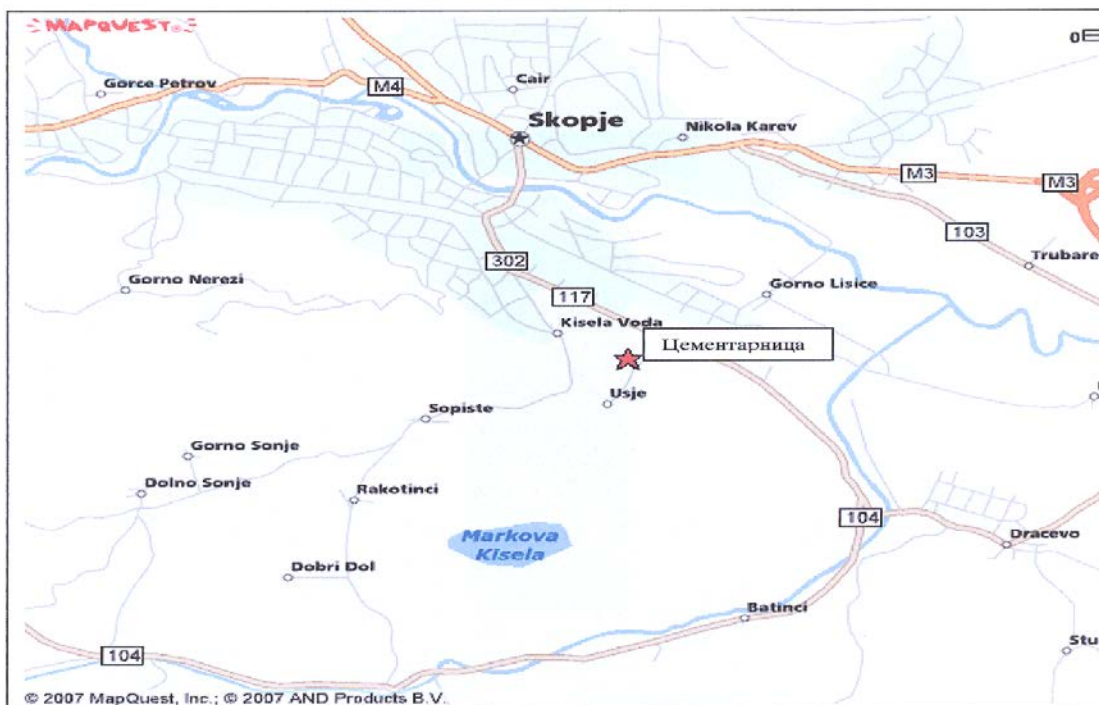 MAPQUEST
0
Cair
Gorce Petrov
M4
Skopje
Nikola Karev
M3
M3
103
Trubare
302
Gorno Nerezi
117
Gorno Lisice
Kisela Voda
Цементарница
Usje
Sopiste
Gorno Sonje
Dolno Sonje
Rakotinci
104
Markova
Kisela
Dracevo
Dobri Dol
Batinci
104
Stu
© 2007 MapQuest, Inc.; © 2007 AND Products B.V.